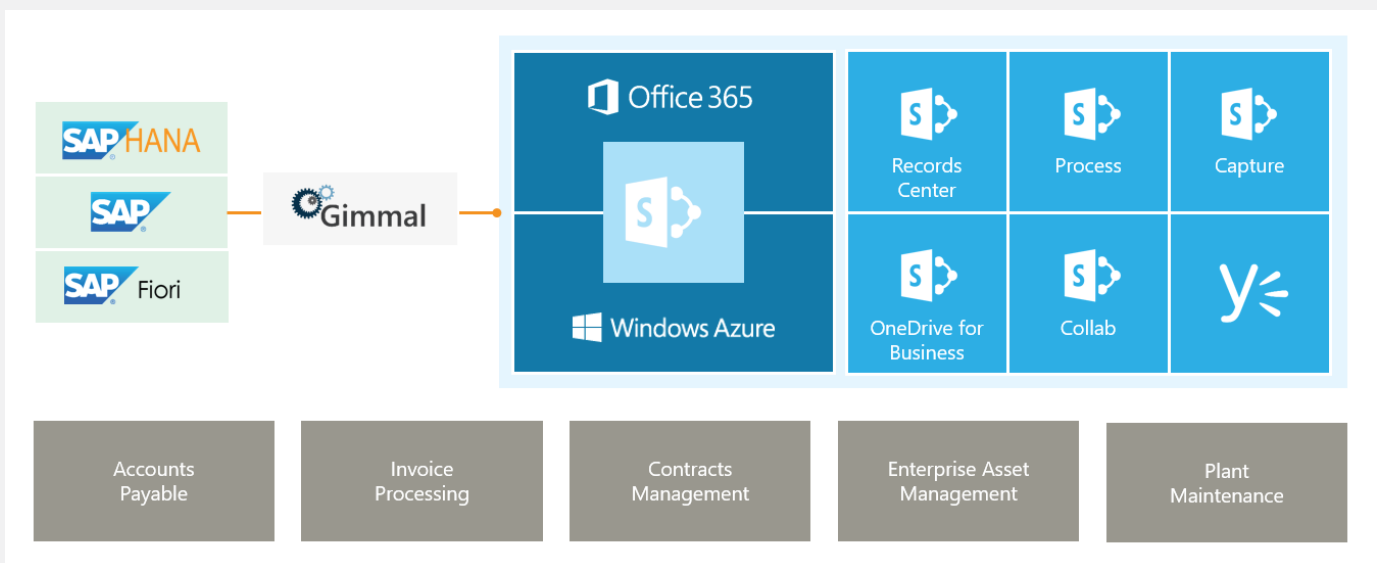 SAP HANA
SAP
SAP Fiori
Gimmal
Office 365
S
Windows Azure
S
Records
Center
S
Process
S
Capture
S
OneDrive for
Business
S
Collab
y
Accounts
Payable
Invoice
Processing
Contracts
Management
Enterprise Asset
Management
Plant
Maintenance